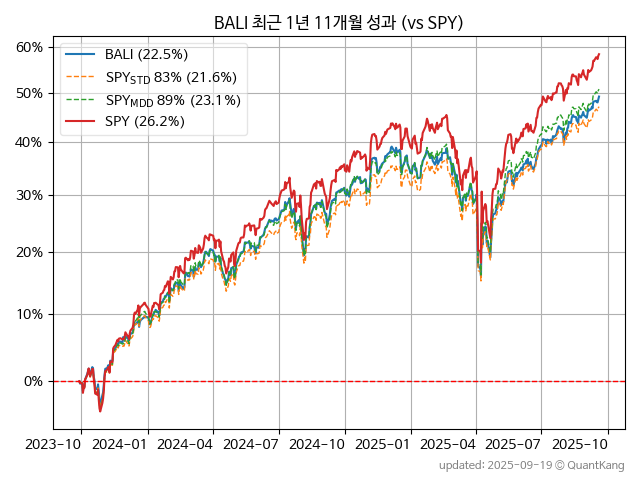 BALI 최근 1년 11개월 성과 (vs SPY)
BALI (22.5%)
SPY_STD 83% (21.6%)
SPY_MDD 89% (23.1%)
SPY (26.2%)
60%
50%
40%
30%
20%
10%
0%
2023-10 2024-01 2024-04 2024-07 2024-10 2025-01 2025-04 2025-07 2025-10
updated: 2025-09-19 © QuantKang